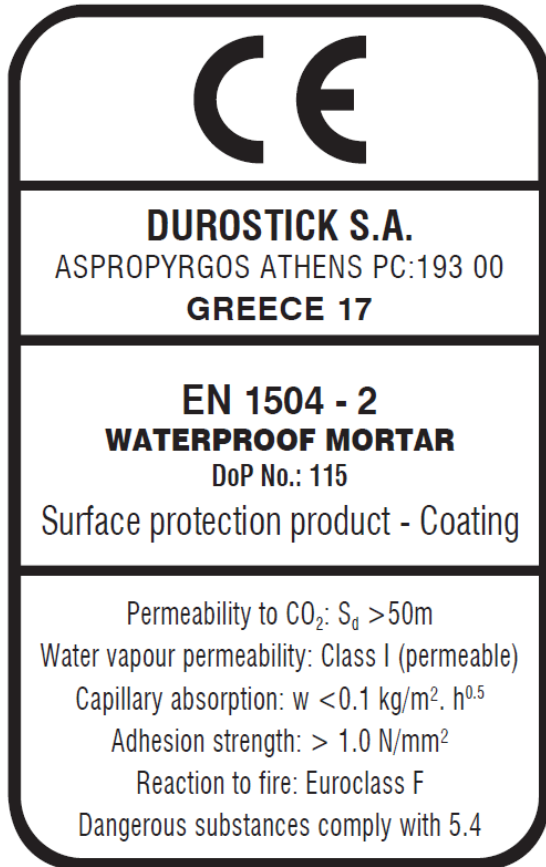 CE
DUROSTICK S.A.
ASPROPYRGOS ATHENS PC:193 00
GREECE 17
EN 1504 - 2
WATERPROOF MORTAR
DoP No.: 115
Surface protection product - Coating
Permeability to CO₂: S_d >50m
Water vapour permeability: Class I (permeable)
Capillary absorption: w <0.1 kg/m². h⁰·⁵
Adhesion strength: > 1.0 N/mm²
Reaction to fire: Euroclass F
Dangerous substances comply with 5.4